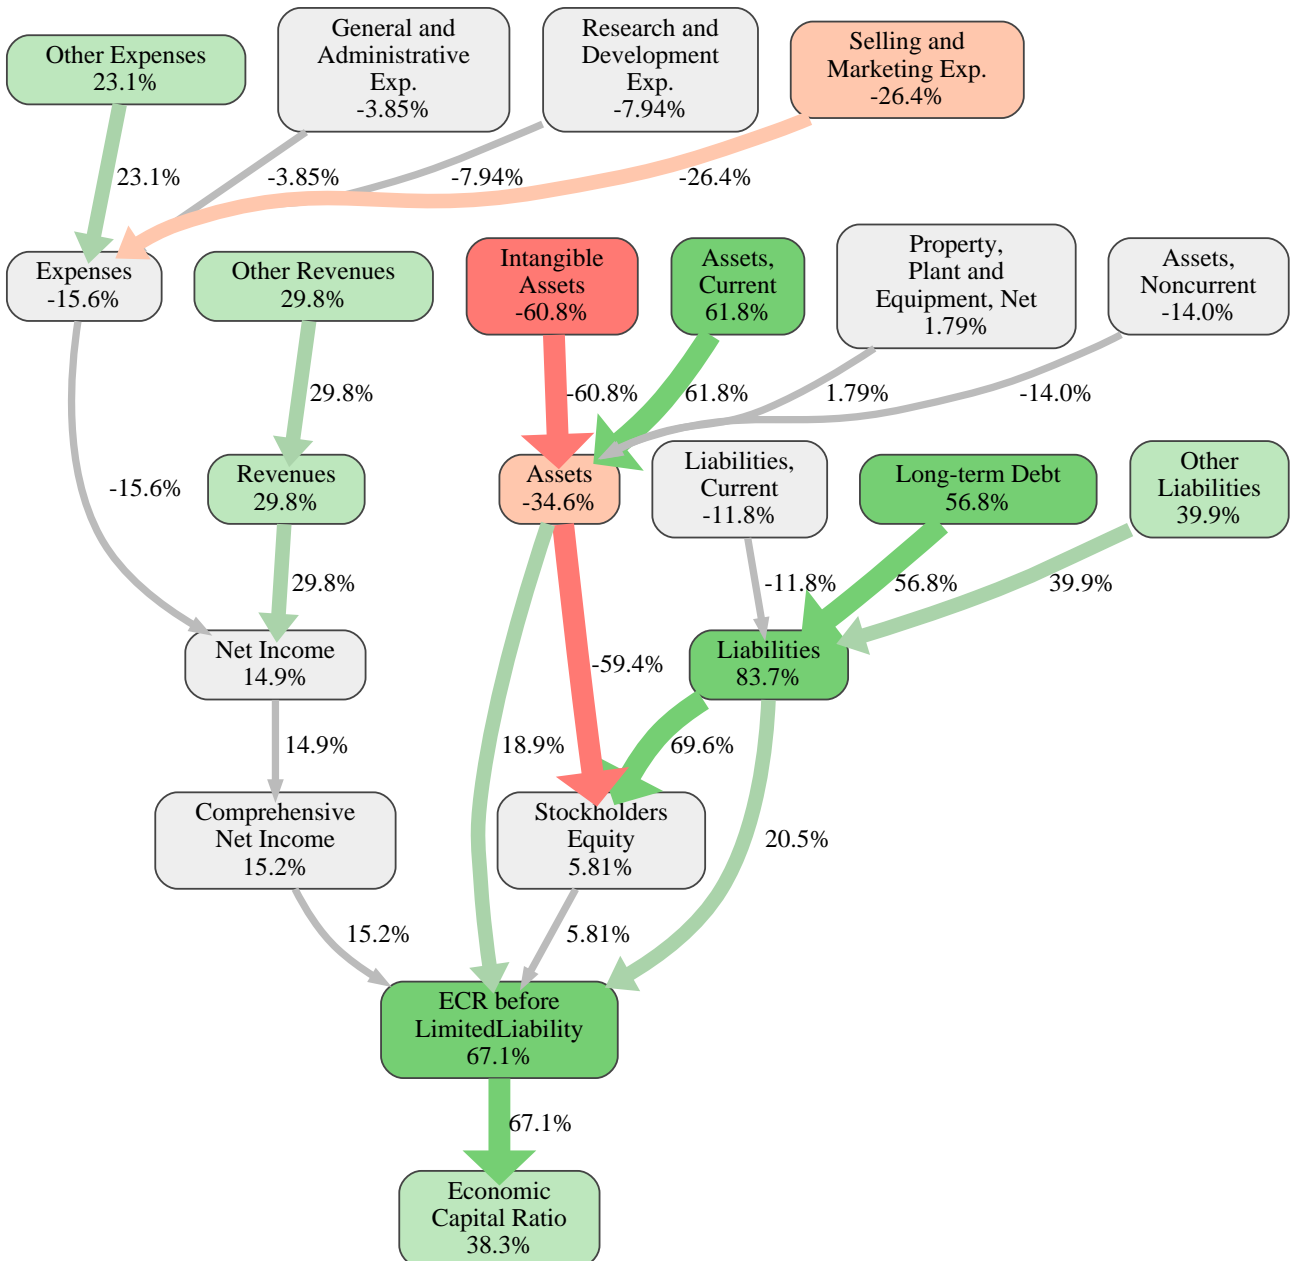 Other Expenses
23.1%
General and
Administrative
Exp.
-3.85%
Research and
Development
Exp.
-7.94%
Selling and
Marketing Exp.
-26.4%
23.1%
-3.85%
-7.94%
-26.4%
Expenses
-15.6%
Other Revenues
29.8%
Intangible
Assets
-60.8%
Assets,
Current
61.8%
Property,
Plant and
Equipment, Net
1.79%
Assets,
Noncurrent
-14.0%
29.8%
-60.8%
61.8%
1.79%
-14.0%
-15.6%
Revenues
29.8%
Assets
-34.6%
Liabilities,
Current
-11.8%
Long-term Debt
56.8%
Other
Liabilities
39.9%
29.8%
-11.8%
56.8%
39.9%
Net Income
14.9%
-59.4%
Liabilities
83.7%
14.9%
18.9%
69.6%
Comprehensive
Net Income
15.2%
Stockholders
Equity
5.81%
20.5%
15.2%
5.81%
ECR before
LimitedLiability
67.1%
67.1%
Economic
Capital Ratio
38.3%